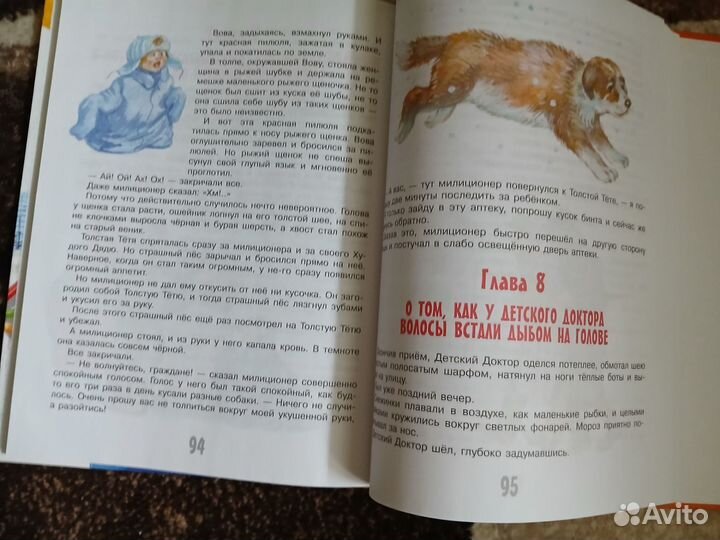 Вова, задыхаясь, взмахнул руками. И
тут красная пилюля, зажатая в кулаке,
упала и покатилась по земле.
В толпе, окружавшей Вову, стояла жен-
щина в рыжей шубке и держала на ре-
мешке маленького рыжего щеночка. Не то
щенок был сшит из куска её шубы, не то
она сшила себе шубу из таких щенков —
это было неизвестно.
И вот эта красная пилюля подка-
тилась прямо к носу рыжего щенка. Вова
оглушительно заревел и бросился за пи-
люлей. Но рыжий щенок не спеша вы-
сунул свой глупый язык и мгновенно её
проглотил.
— Ай! Ой! Ах! Ох! — закричали все.
Даже милиционер сказал: «Хм!..»
Потому что действительно случилось нечто невероятное. Голова
у щенка стала расти, ошейник лопнул на его толстой шее, на спи-
не клочками выросла чёрная и бурая шерсть, а хвост стал похож
на старый веник.
Толстая Тётя спряталась сразу за милиционера и за своего Ху-
дого Дядю. Но страшный пёс зарычал и бросился прямо на неё.
Наверное, когда он стал таким огромным, у не-го сразу появился
огромный аппетит.
Но милиционер не дал ему откусить от неё ни кусочка. Он заго-
родил собой Толстую Тётю, и тогда страшный пёс лязгнул зубами
и укусил его за руку.
После этого страшный пёс ещё раз посмотрел на Толстую Тётю
и убежал.
А милиционер стоял, и из руки у него капала кровь. В темноте
она казалась совсем чёрной.
Все закричали.
— Не волнуйтесь, граждане! — сказал милиционер совершенно
спокойным голосом. Голос у него был такой спокойный, как буд-
то его три раза в день кусали разные собаки. — Ничего не случи-
лось. Очень прошу вас не толпиться вокруг моей укушенной руки,
а разойтись!
94
А вас, — тут милиционер повернулся к Толстой Тёте, — я по-
две минуты последить за ребёнком.
только зайду в эту аптеку, попрошу кусок бинта и сейчас же
обратно.
это, милиционер быстро перешёл на другую сторону
и постучал в слабо освещённую дверь аптеки.
Глава 8
О ТОМ, КАК У ДЕТСКОГО ДОКТОРА
ВОЛОСЫ ВСТАЛИ ДЫБОМ НА ГОЛОВЕ
приём, Детский Доктор оделся потеплее, обмотал шею
полосатым шарфом, натянул на ноги тёплые боты и вы-
на улицу.
уже поздний вечер.
плавали в воздухе, как маленькие рыбки, и целыми
кружились вокруг светлых фонарей. Мороз приятно по-
за нос.
Доктор шёл, глубоко задумавшись.
95
Avito